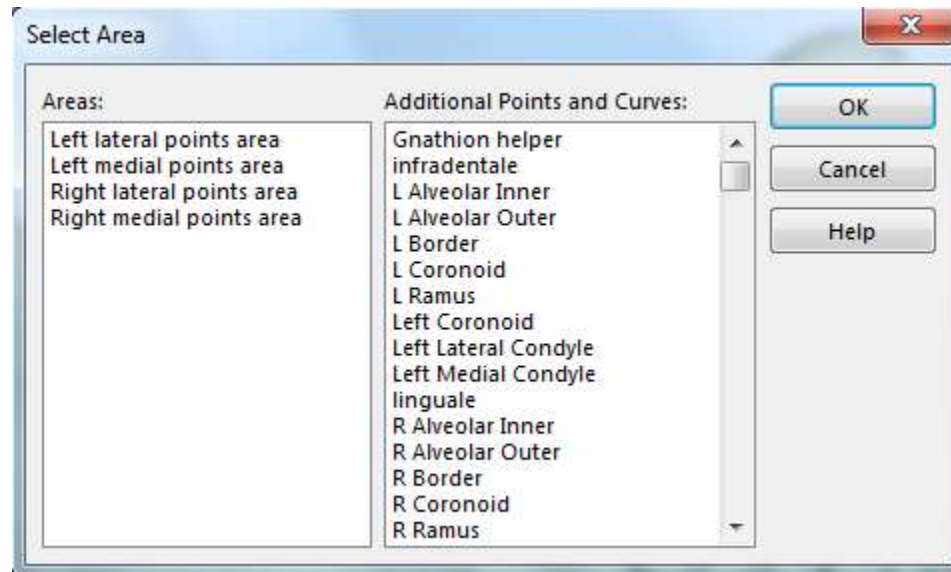 Select Area
Areas:
Left lateral points area
Left medial points area
Right lateral points area
Right medial points area
Additional Points and Curves:
Gnathion helper
infradentale
L Alveolar Inner
L Alveolar Outer
L Border
L Coronoid
L Ramus
Left Coronoid
Left Lateral Condyle
Left Medial Condyle
linguale
R Alveolar Inner
R Alveolar Outer
R Border
R Coronoid
R Ramus
OK
Cancel
Help